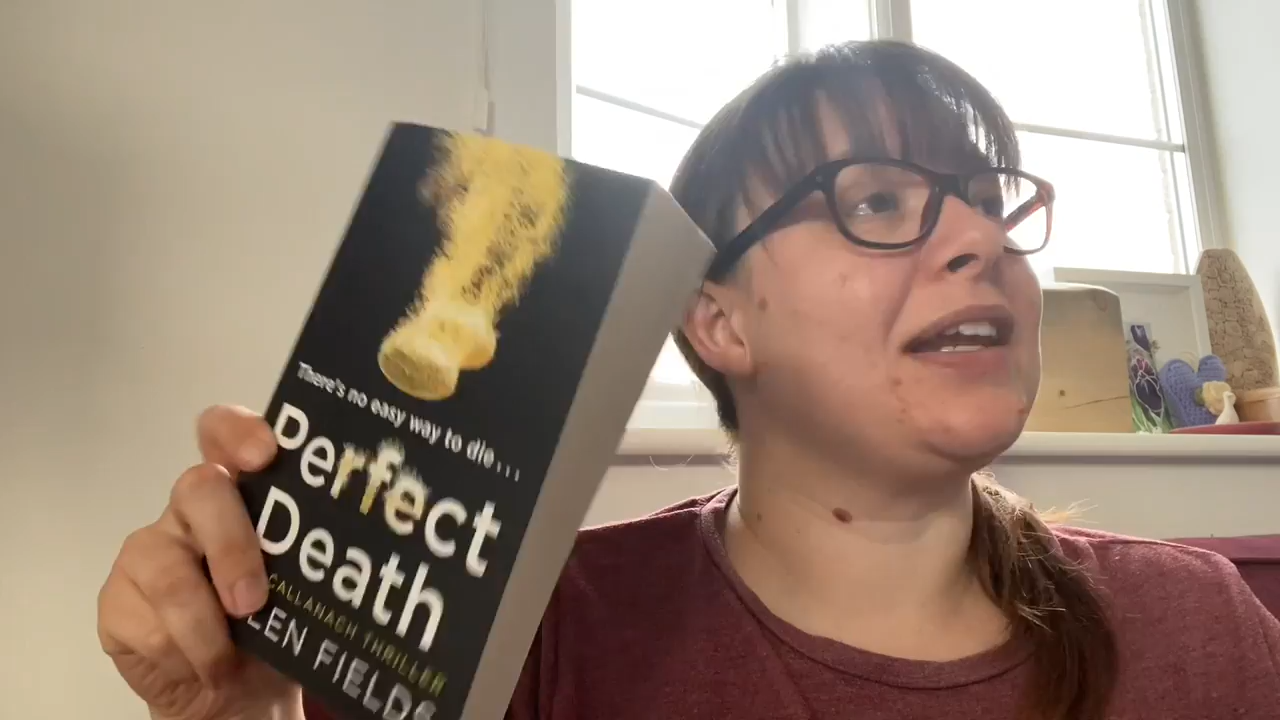 There's no easy way to die...
Perfect
Death
CALLANACH THRILLER
LEN FIELDS